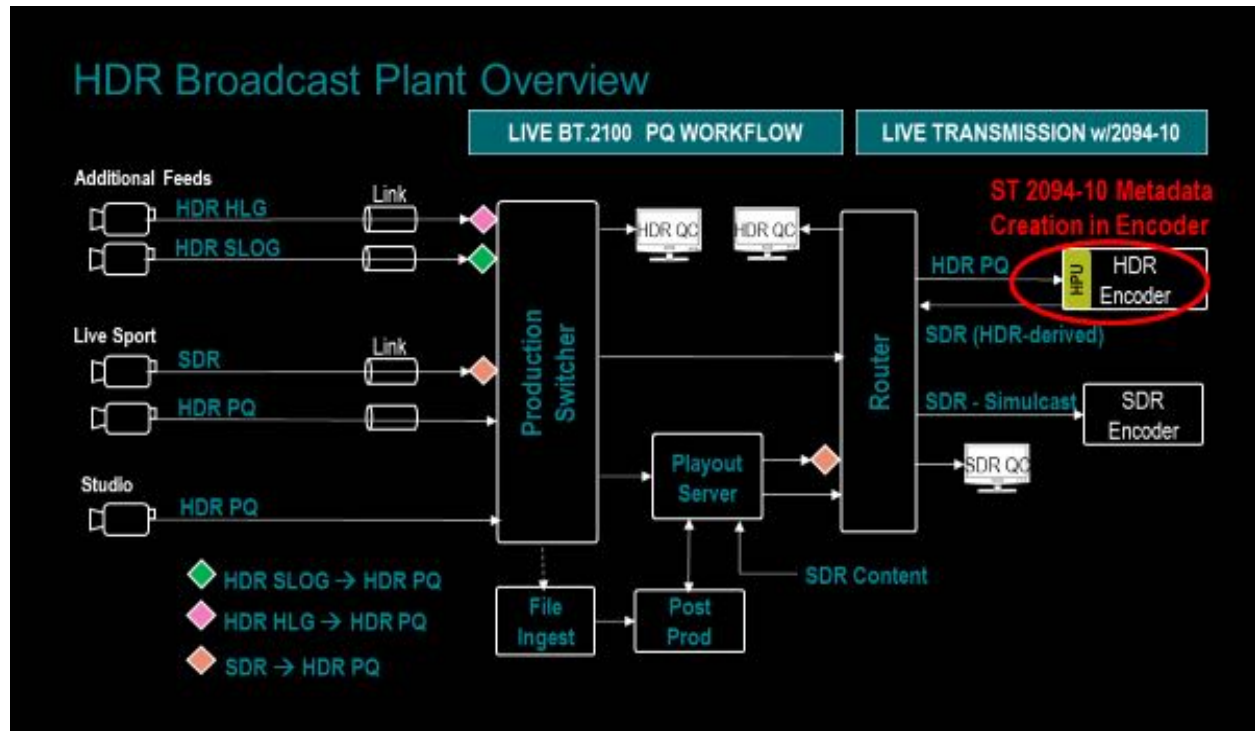 HDR Broadcast Plant Overview
LIVE BT.2100 PQ WORKFLOW
LIVE TRANSMISSION w/2094-10
Additional Feeds
HDR HLG
Link
HDR SLOG
ST 2094-10 Metadata
Creation in Encoder
HDR QC
HDR QC
HDR PQ
HPU
HDR
Encoder
SDR (HDR-derived)
Live Sport
SDR
Link
HDR PQ
Production
Switcher
Router
SDR - Simulcast
SDR
Encoder
SDR QC
Playout
Server
Studio
HDR PQ
SDR Content
File
Ingest
Post
Prod
HDR SLOG → HDR PQ
HDR HLG → HDR PQ
SDR → HDR PQ